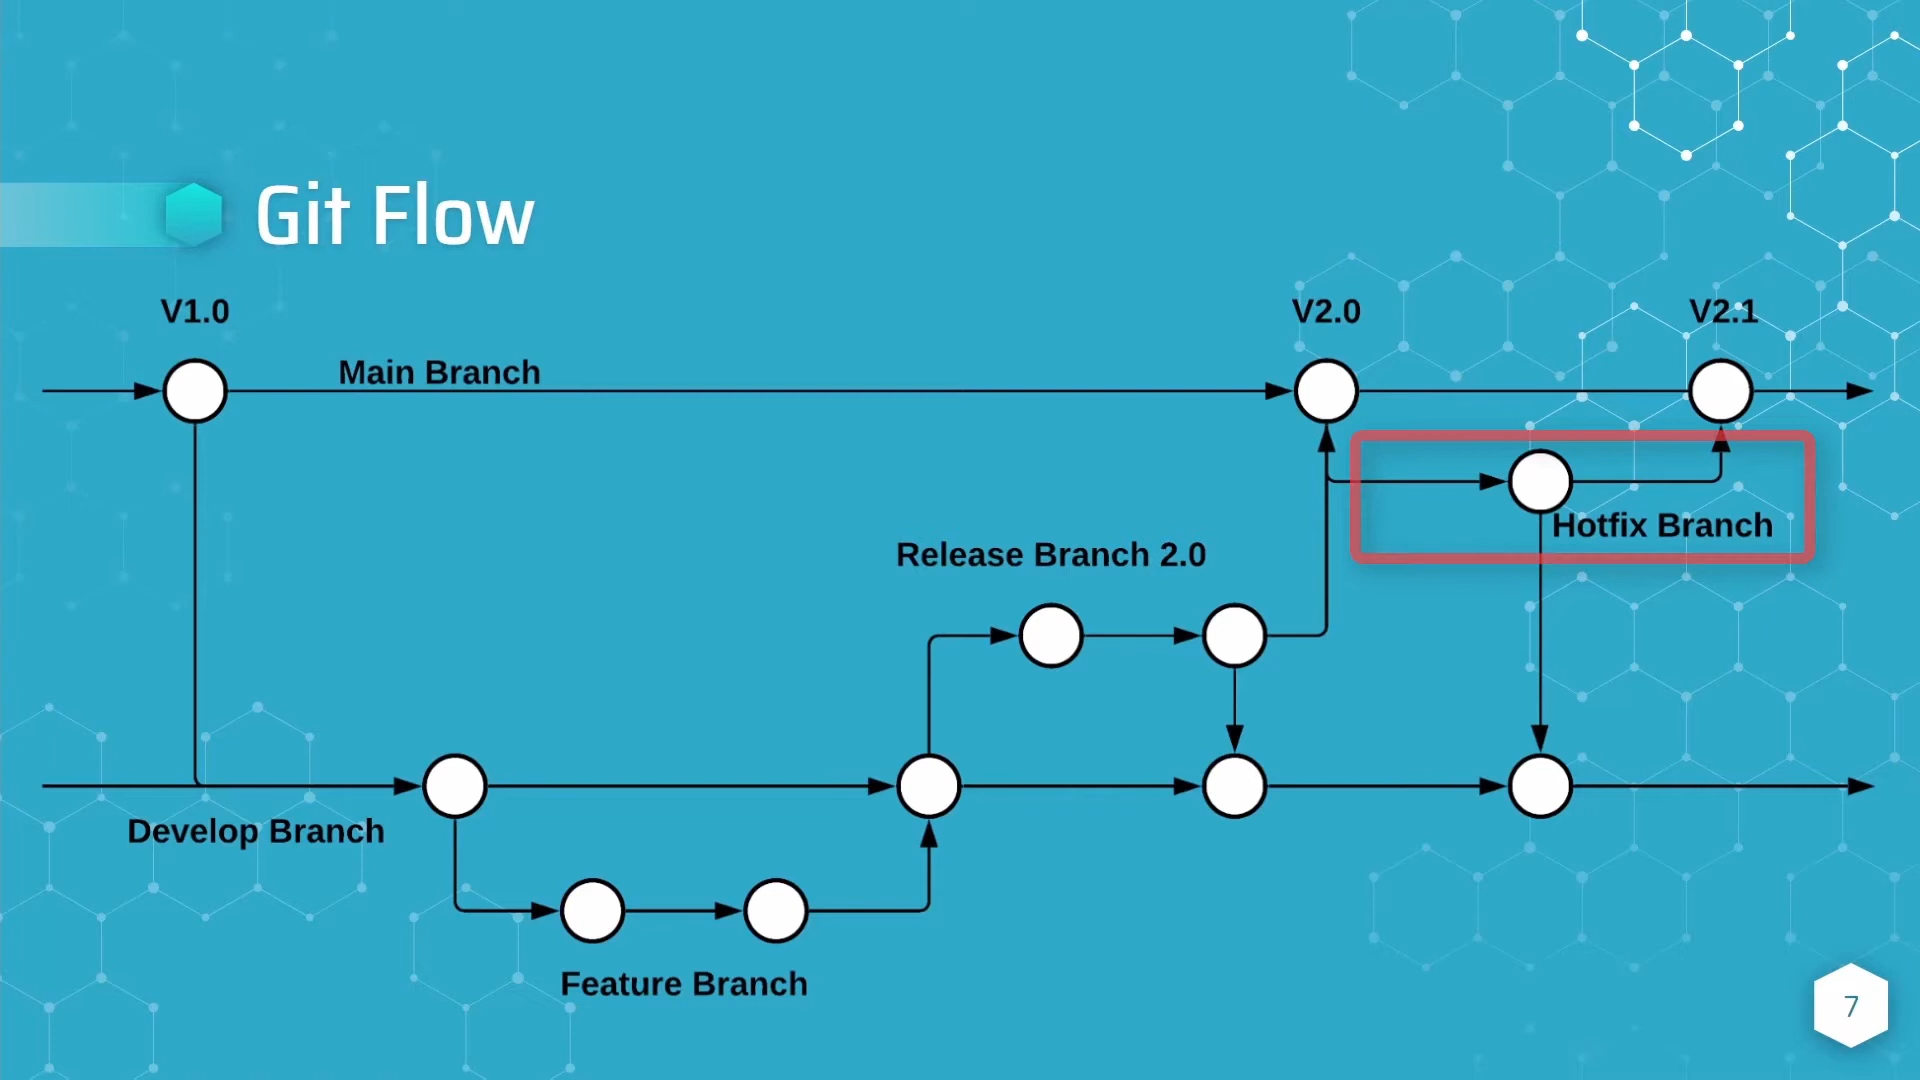 Git Flow
V1.0
V2.0
V2.1
Main Branch
Hotfix Branch
Release Branch 2.0
Develop Branch
Feature Branch
7